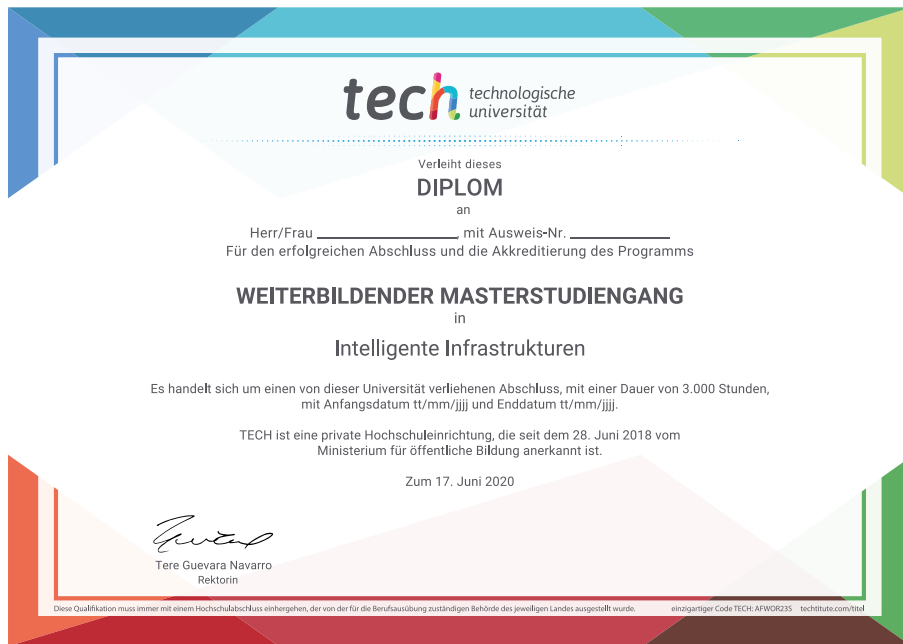 tech technologische
universität
Verleiht dieses
DIPLOM
an
Herr/Frau ____________________, mit Ausweis-Nr. ______________
Für den erfolgreichen Abschluss und die Akkreditierung des Programms
WEITERBILDENDER MASTERSTUDIENGANG
in
Intelligente Infrastrukturen
Es handelt sich um einen von dieser Universität verliehenen Abschluss, mit einer Dauer von 3.000 Stunden,
mit Anfangsdatum tt/mm/jjjj und Enddatum tt/mm/jjjj.
TECH ist eine private Hochschuleinrichtung, die seit dem 28. Juni 2018 vom
Ministerium für öffentliche Bildung anerkannt ist.
Zum 17. Juni 2020
Tere Guevara Navarro
Rektorin
Diese Qualifikation muss immer mit einem Hochschulabschluss einhergehen, der von der für die Berufsausübung zuständigen Behörde des jeweiligen Landes ausgestellt wurde. einzigartiger Code TECH: AFWOR23S techtitute.com/titel